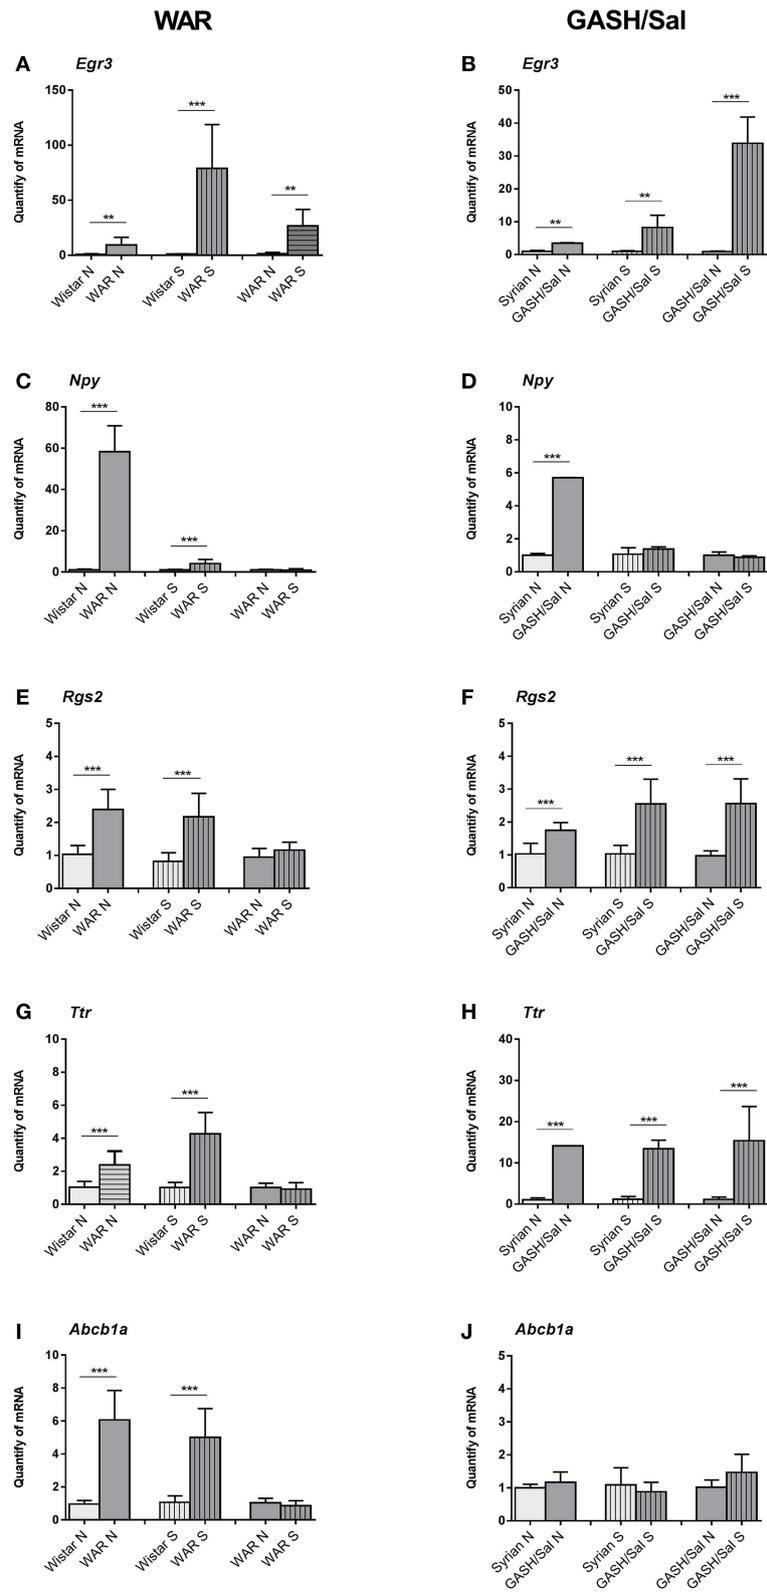 WAR GASH/Sal
A Egr3
Quantify of mRNA
150
100
50
0
** *** **
Wistar N WAR N Wistar S WAR S WAR N WAR S
B Egr3
Quantify of mRNA
50
40
30
20
10
0
** ** ***
Syrian N GASH/Sal N Syrian S GASH/Sal S GASH/Sal N GASH/Sal S
C Npy
Quantify of mRNA
80
60
40
20
0
*** ***
Wistar N WAR N Wistar S WAR S WAR N WAR S
D Npy
Quantify of mRNA
10
8
6
4
2
0
***
Syrian N GASH/Sal N Syrian S GASH/Sal S GASH/Sal N GASH/Sal S
E Rgs2
Quantify of mRNA
5
4
3
2
1
0
*** ***
Wistar N WAR N Wistar S WAR S WAR N WAR S
F Rgs2
Quantify of mRNA
5
4
3
2
1
0
*** *** ***
Syrian N GASH/Sal N Syrian S GASH/Sal S GASH/Sal N GASH/Sal S
G Ttr
Quantify of mRNA
10
8
6
4
2
0
*** ***
Wistar N WAR N Wistar S WAR S WAR N WAR S
H Ttr
Quantify of mRNA
40
30
20
10
0
*** *** ***
Syrian N GASH/Sal N Syrian S GASH/Sal S GASH/Sal N GASH/Sal S
I Abcb1a
Quantify of mRNA
10
8
6
4
2
0
*** ***
Wistar N WAR N Wistar S WAR S WAR N WAR S
J Abcb1a
Quantify of mRNA
5
4
3
2
1
0
Syrian N GASH/Sal N Syrian S GASH/Sal S GASH/Sal N GASH/Sal S